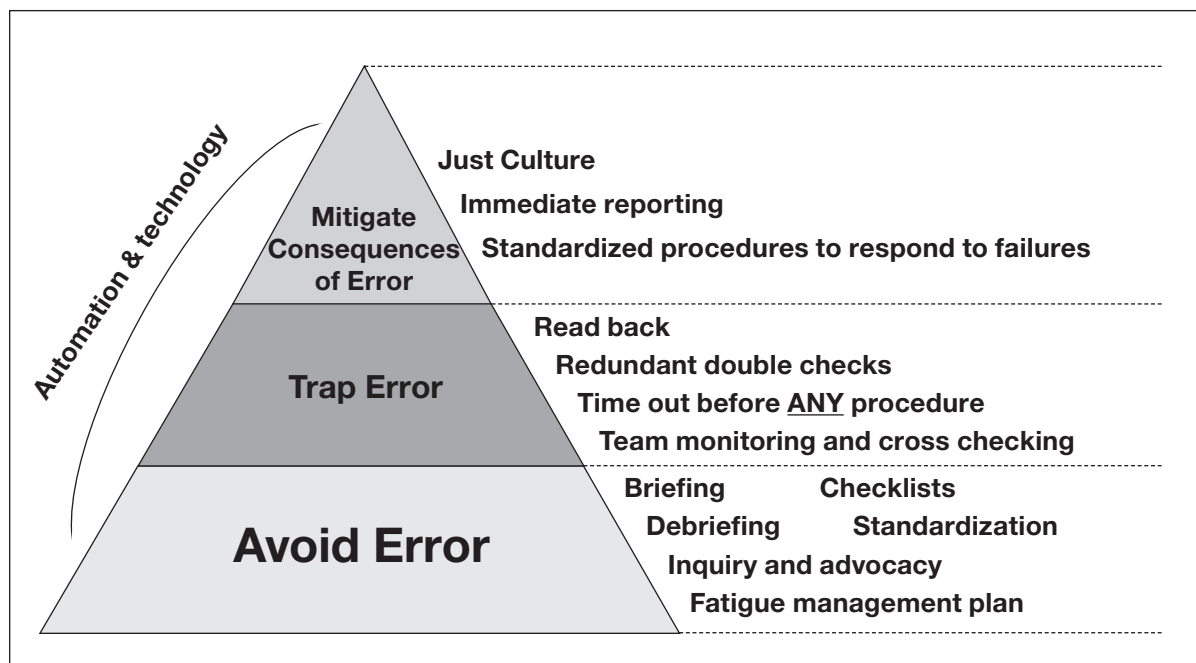 Automation & technology
Mitigate
Consequences
of Error
Just Culture
Immediate reporting
Standardized procedures to respond to failures
Trap Error
Read back
Redundant double checks
Time out before ANY procedure
Team monitoring and cross checking
Avoid Error
Briefing Checklists
Debriefing Standardization
Inquiry and advocacy
Fatigue management plan